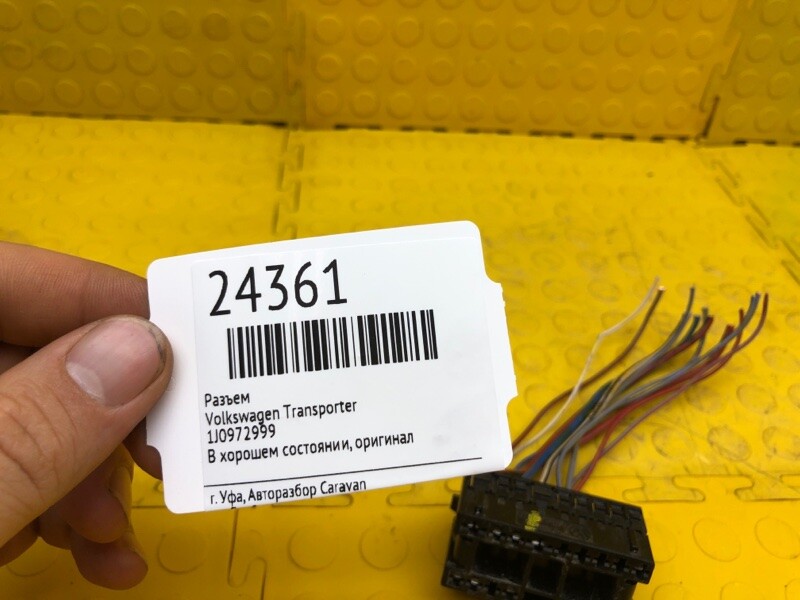 24361
Разъем
Volkswagen Transporter
1J0972999
В хорошем состоянии, оригинал
г. Уфа, Авторазбор Caravan